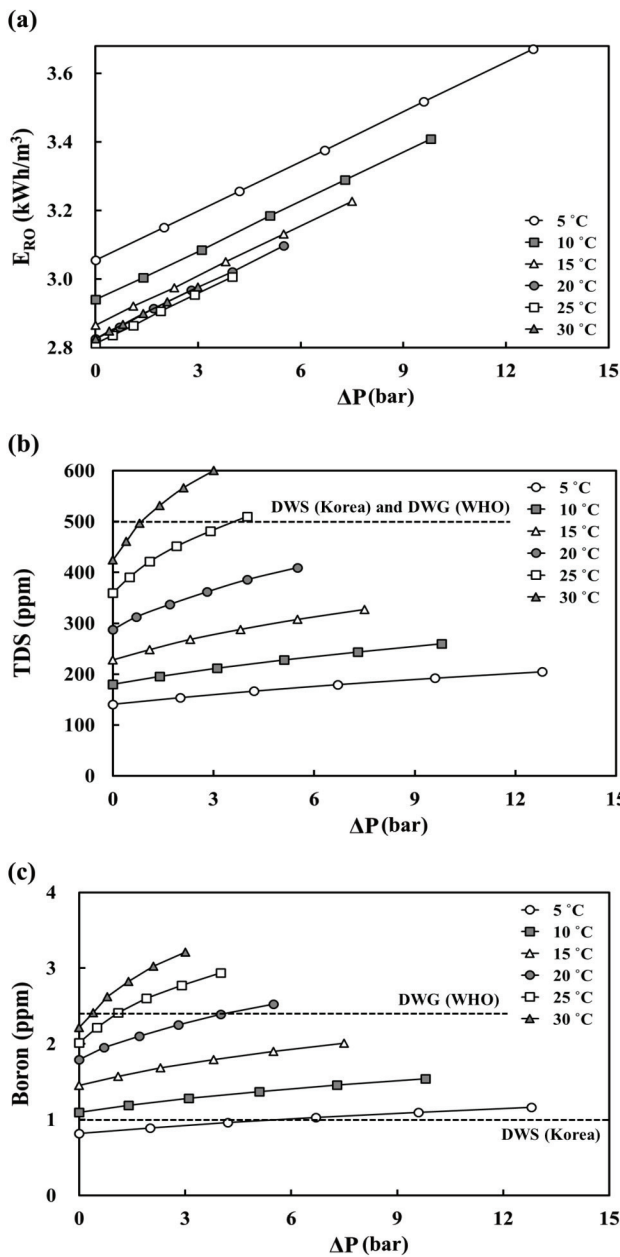 (a)
3.6
3.4
3.2
3.0
2.8
E_RO (kWh/m³)
0 3 6 9 12 15
ΔP (bar)
5 ˚C
10 ˚C
15 ˚C
20 ˚C
25 ˚C
30 ˚C
(b)
600
500
400
300
200
100
0
TDS (ppm)
DWS (Korea) and DWG (WHO)
0 3 6 9 12 15
ΔP (bar)
5 ˚C
10 ˚C
15 ˚C
20 ˚C
25 ˚C
30 ˚C
(c)
4
3
2
1
0
Boron (ppm)
DWG (WHO)
DWS (Korea)
0 3 6 9 12 15
ΔP (bar)
5 ˚C
10 ˚C
15 ˚C
20 ˚C
25 ˚C
30 ˚C